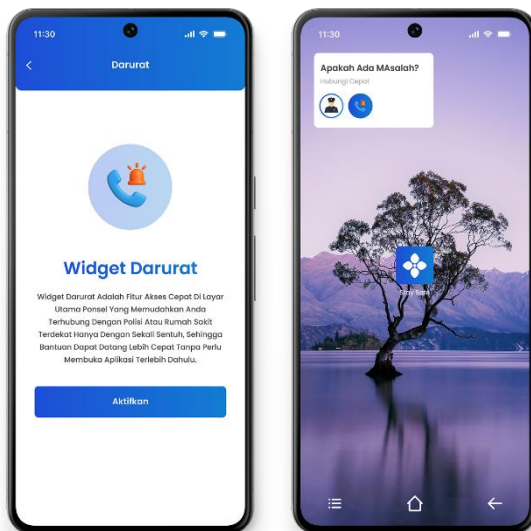 11:30
Darurat
Widget Darurat
Widget Darurat Adalah Fitur Akses Cepat Di Layar
Utama Ponsel Yang Memudahkan Anda
Terhubung Dengan Polisi Atau Rumah Sakit
Terdekat Hanya Dengan Sekali Sentuh, Sehingga
Bantuan Dapat Datang Lebih Cepat Tanpa Perlu
Membuka Aplikasi Terlebih Dahulu.
Aktifkan
11:30
Apakah Ada MAsalah?
Hubungi Cepat
Stay Safe